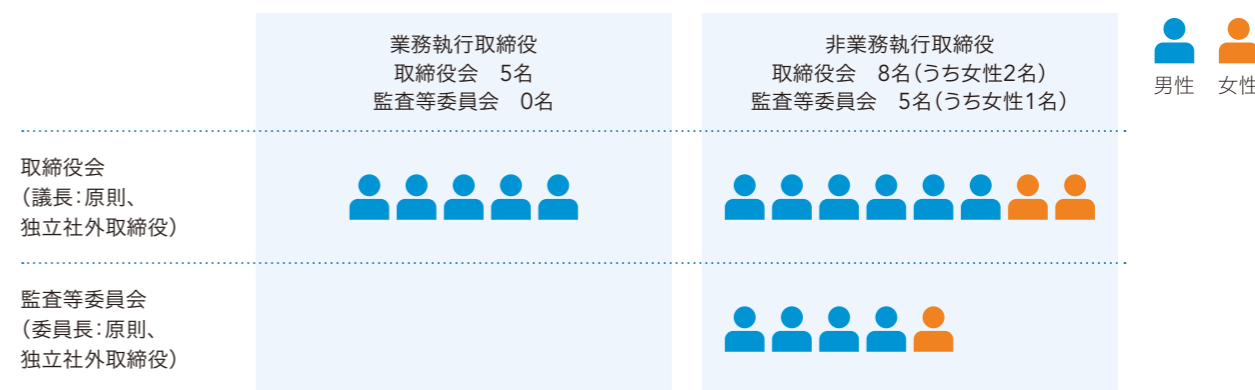 業務執行取締役
取締役会　5名
監査等委員会　0名
非業務執行取締役
取締役会　8名（うち女性2名）
監査等委員会　5名（うち女性1名）
男性　女性
取締役会
（議長：原則、
独立社外取締役）
監査等委員会
（委員長：原則、
独立社外取締役）